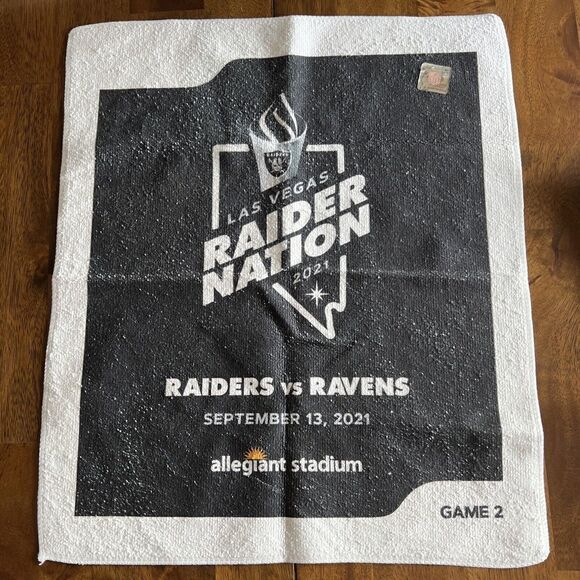 RAIDERS
LAS VEGAS
RAIDER
NATION
2021
RAIDERS vs RAVENS
SEPTEMBER 13, 2021
allegiant stadium
GAME 2